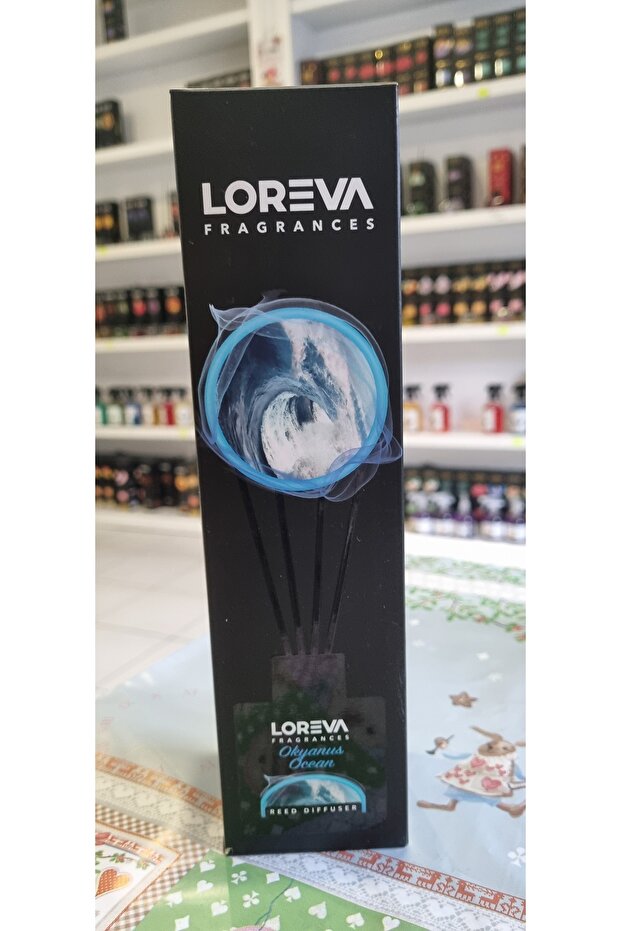 LOREVA
FRAGRANCES
LOREVA
FRAGRANCES
Okyanus
Ocean
REED DIFFUSER